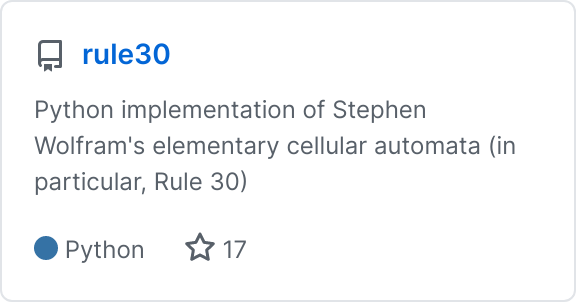 rule30
Python implementation of Stephen
Wolfram's elementary cellular automata (in
particular, Rule 30)
Python 17